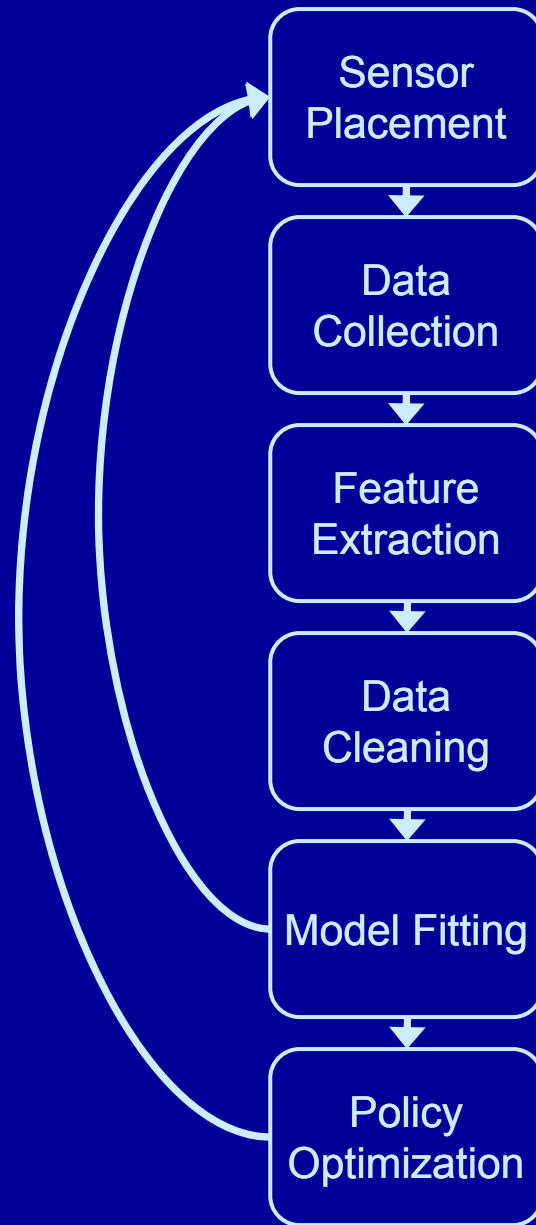 Sensor
Placement
Data
Collection
Feature
Extraction
Data
Cleaning
Model Fitting
Policy
Optimization